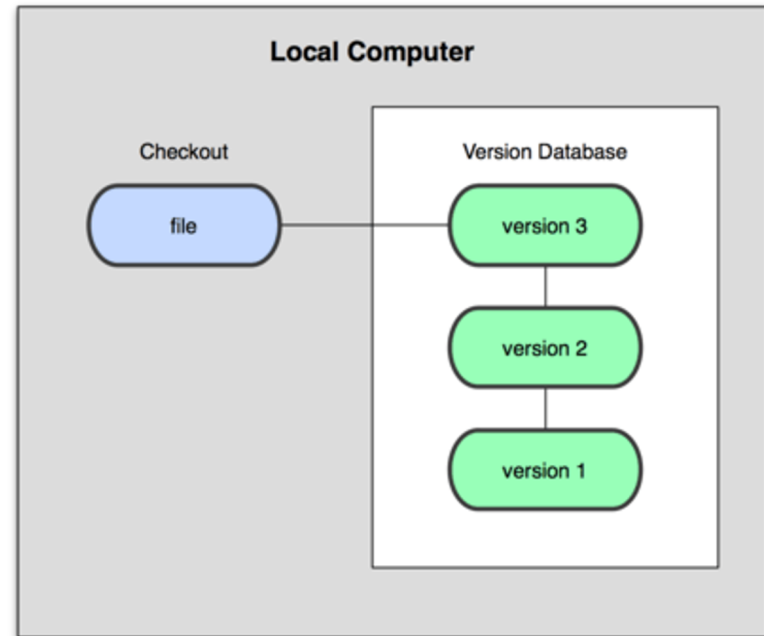 Local Computer
Checkout
Version Database
file
version 3
version 2
version 1